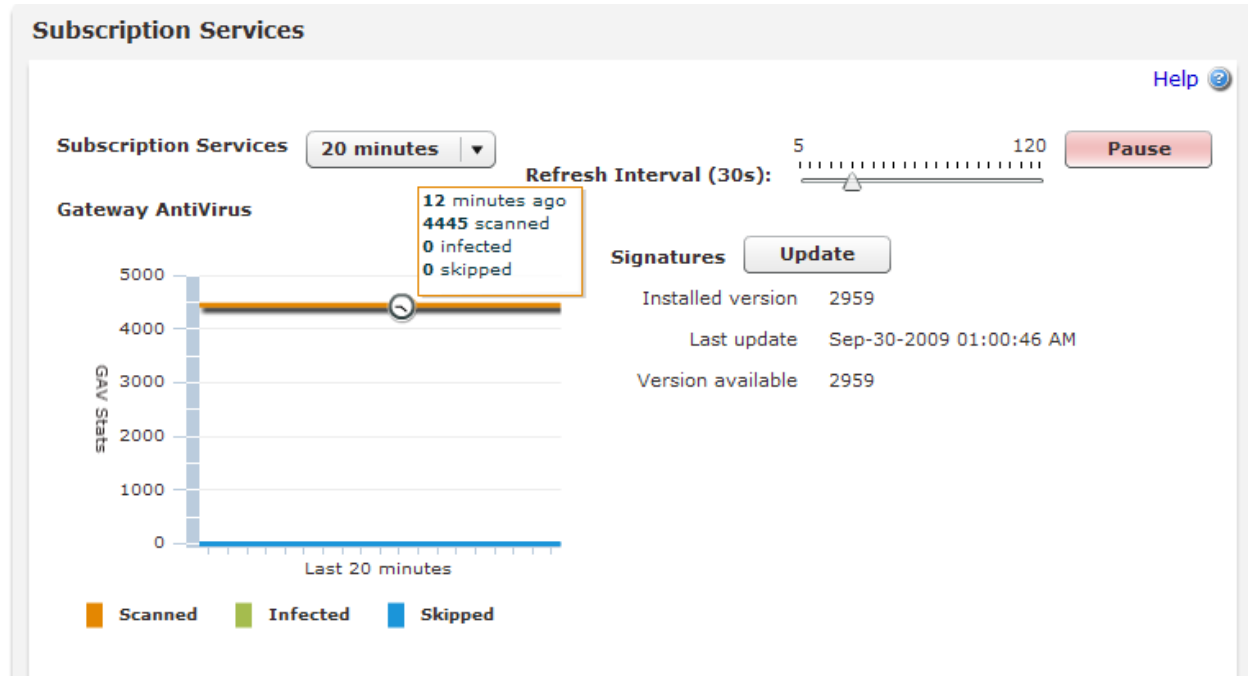 Subscription Services
Help
Subscription Services
20 minutes
Refresh Interval (30s):
5
120
Pause
Gateway AntiVirus
12 minutes ago
4445 scanned
0 infected
0 skipped
Signatures
Update
Installed version 2959
Last update Sep-30-2009 01:00:46 AM
Version available 2959
GAV Stats
5000
4000
3000
2000
1000
0
Last 20 minutes
Scanned
Infected
Skipped